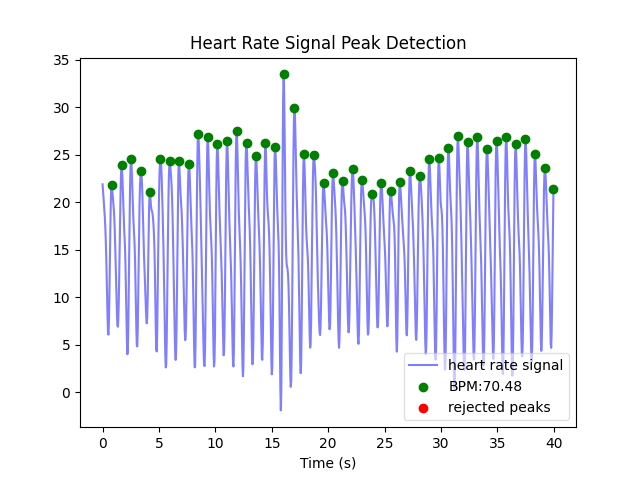 Heart Rate Signal Peak Detection
35
30
25
20
15
10
5
0
heart rate signal
BPM:70.48
rejected peaks
0 5 10 15 20 25 30 35 40
Time (s)